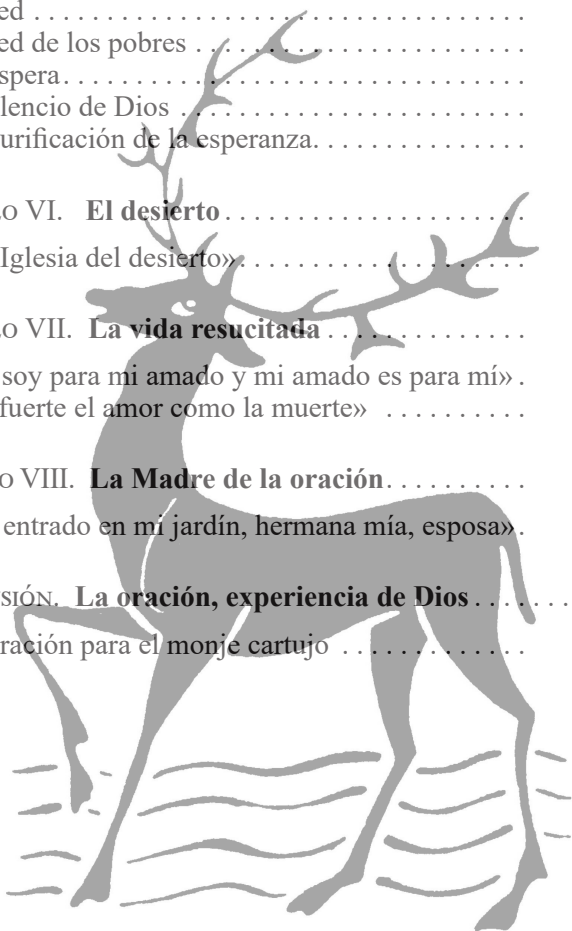 ed . . . . . . . . . . . . . . . . . . . . . . . . . . . . . . .
ed de los pobres . . . . . . . . . . . . . . . . . . . . .
spera. . . . . . . . . . . . . . . . . . . . . . . . . . . . .
lencio de Dios . . . . . . . . . . . . . . . . . . . . . .
urificación de la esperanza. . . . . . . . . . . . . .
LO VI. El desierto . . . . . . . . . . . . . . . . . . .
Iglesia del desierto». . . . . . . . . . . . . . . . . .
LO VII. La vida resucitada . . . . . . . . . . . . .
soy para mi amado y mi amado es para mí» .
fuerte el amor como la muerte» . . . . . . . . . .
O VIII. La Madre de la oración. . . . . . . . . .
entrado en mi jardín, hermana mía, esposa».
SIÓN. La oración, experiencia de Dios . . . . . . .
ración para el monje cartujo . . . . . . . . . . . .